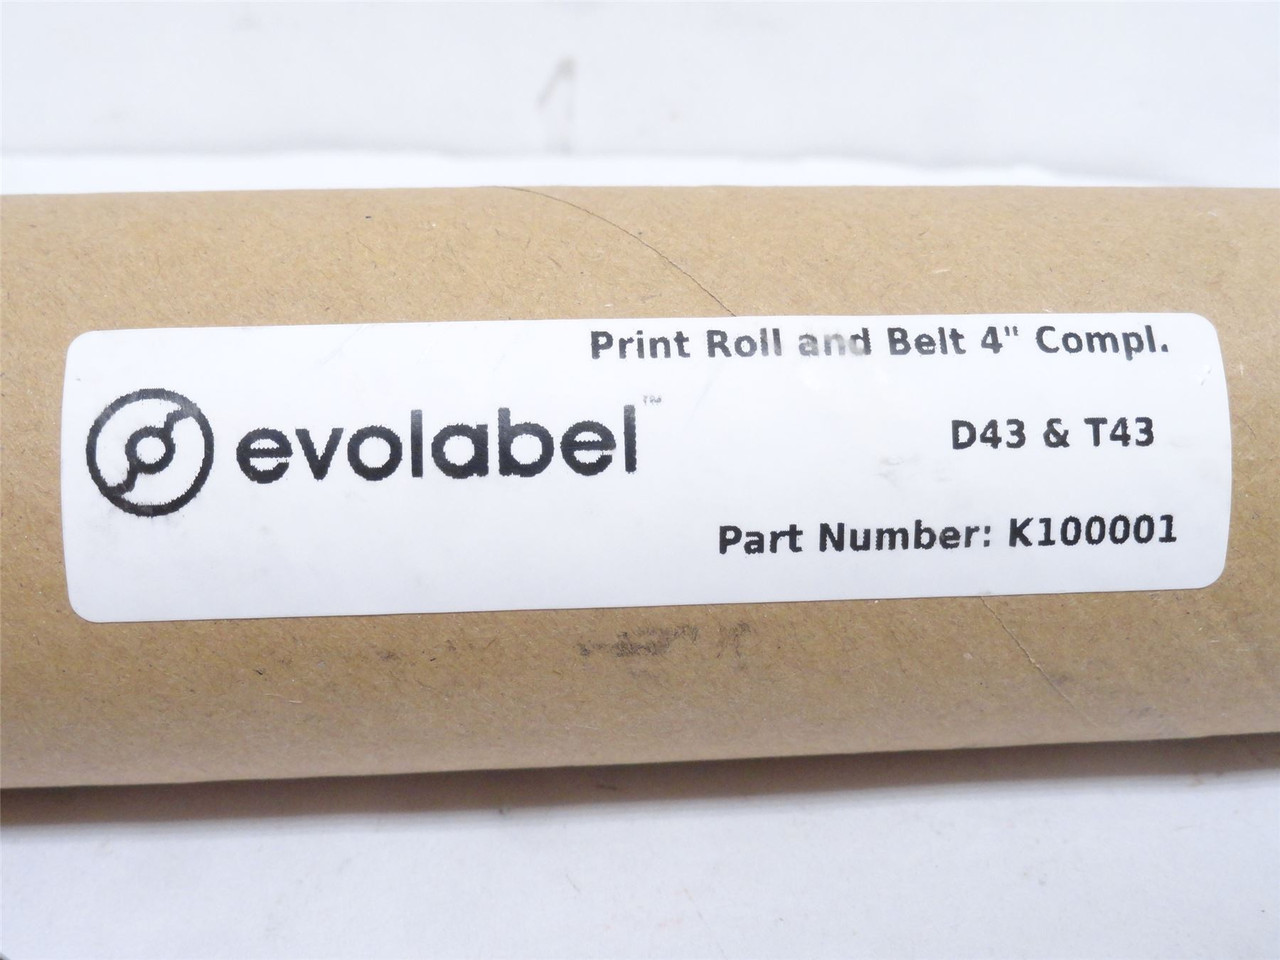 Print Roll and Belt 4" Compl.
evolabel™
D43 & T43
Part Number: K100001